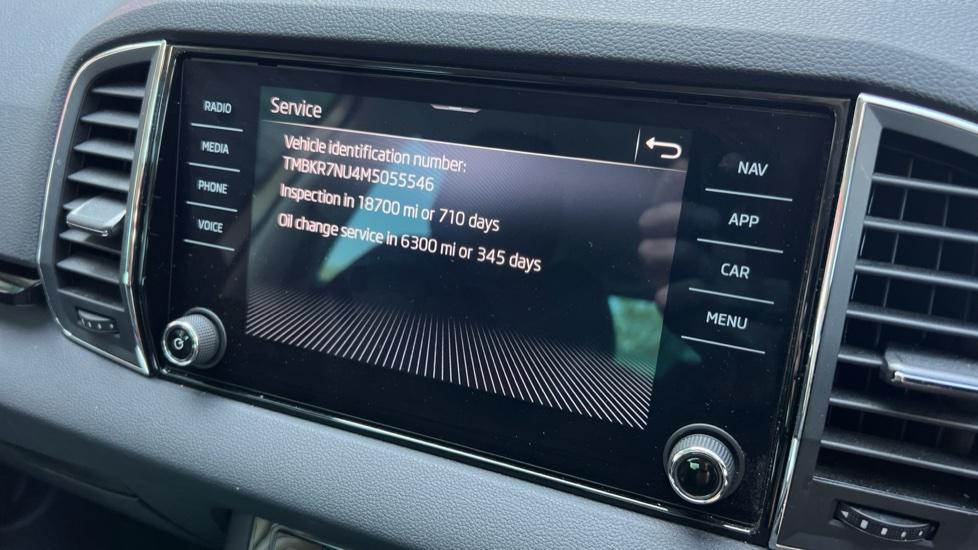 RADIO
MEDIA
PHONE
VOICE
Service
Vehicle identification number:
TMBKR7NU4M5055546
Inspection in 18700 mi or 710 days
Oil change service in 6300 mi or 345 days
NAV
APP
CAR
MENU